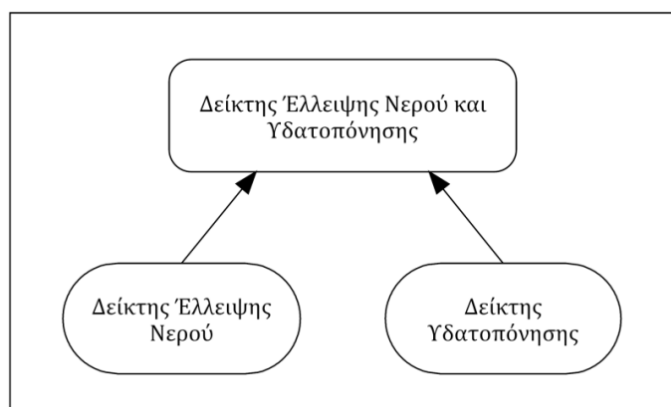 Δείκτης Έλλειψης Νερού και
Υδατοπόνησης
Δείκτης Έλλειψης
Νερού
Δείκτης
Υδατοπόνησης